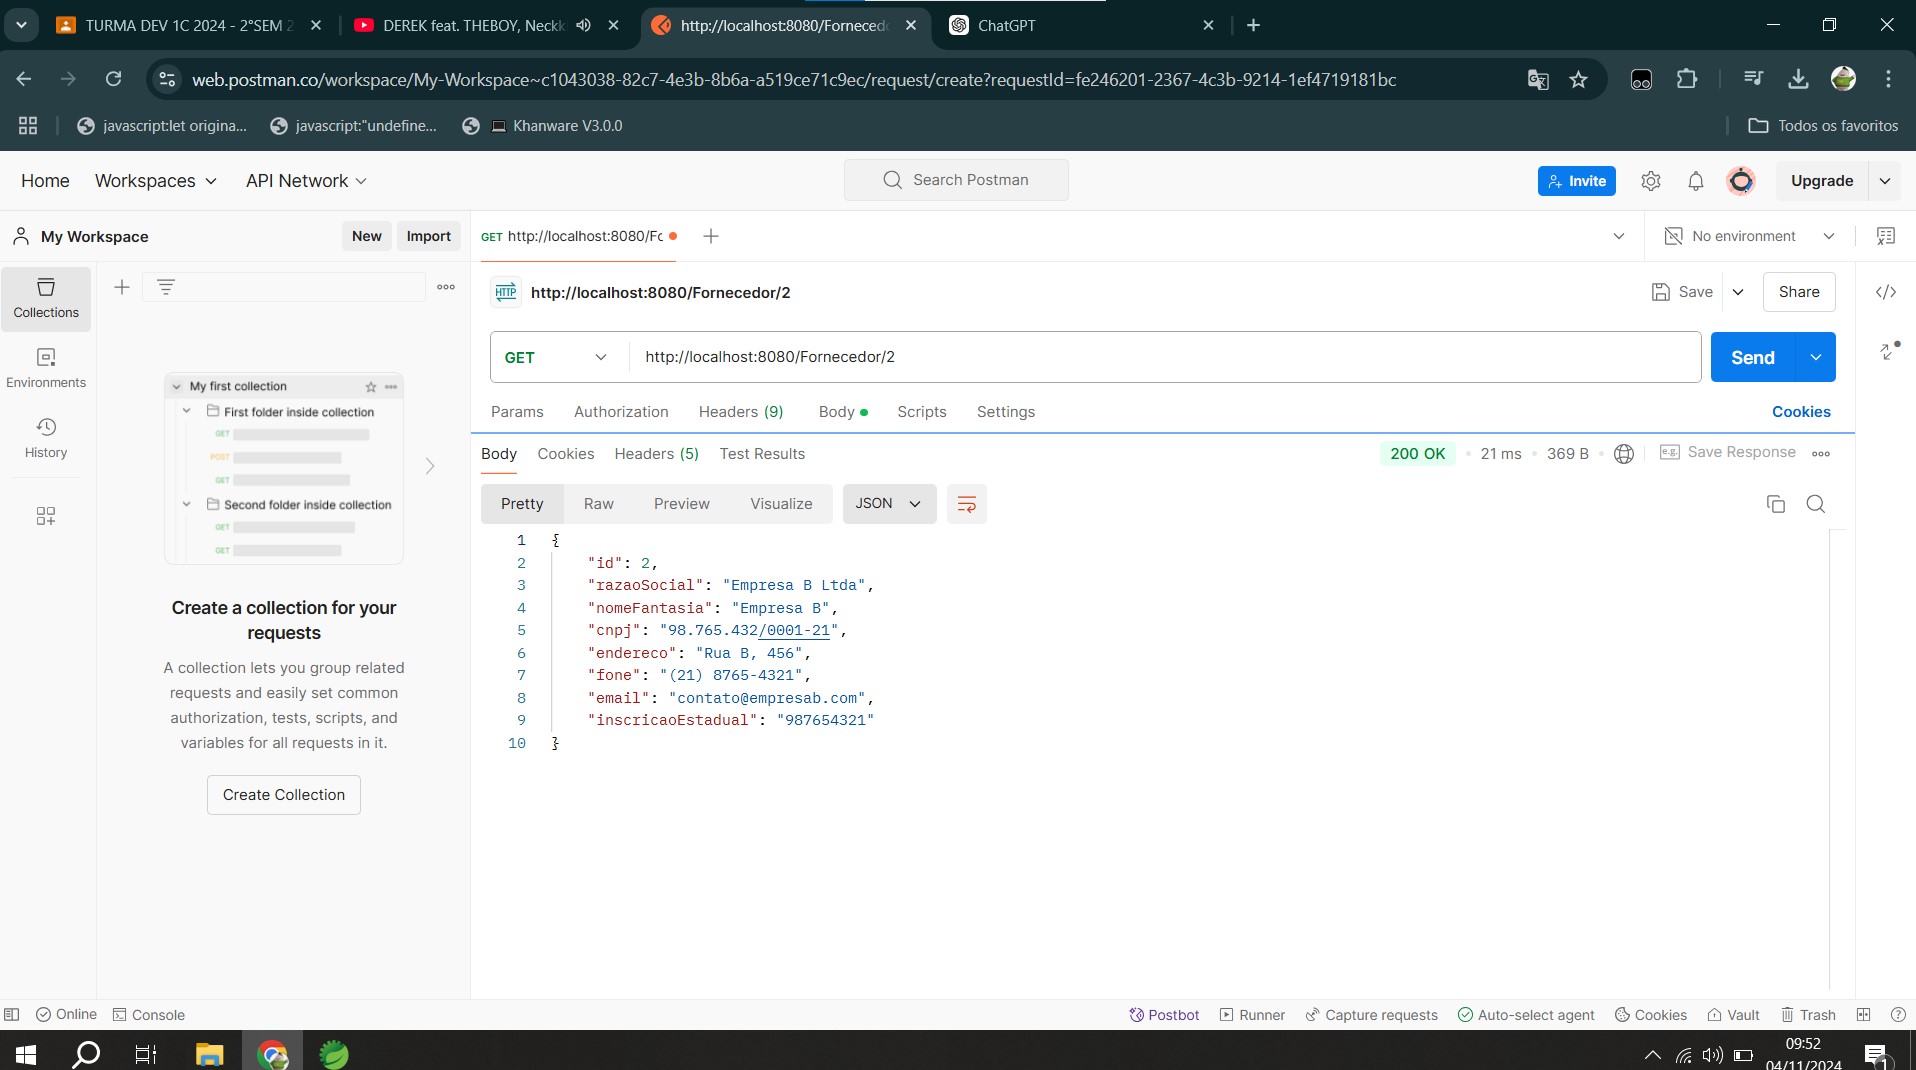 TURMA DEV 1C 2024 - 2°SEM 2
DEREK feat. THEBOY, Neckk
http://localhost:8080/Fornecedo
ChatGPT
web.postman.co/workspace/My-Workspace~c1043038-82c7-4e3b-8b6a-a519ce71c9ec/request/create?requestId=fe246201-2367-4c3b-9214-1ef4719181bc
javascript:let origina...
javascript:"undefine...
Khanware V3.0.0
Todos os favoritos
Home
Workspaces
API Network
Search Postman
Invite
Upgrade
My Workspace
New
Import
GET http://localhost:8080/Fo
No environment
Collections
Environments
History
My first collection
First folder inside collection
GET
POST
GET
Second folder inside collection
GET
GET
Create a collection for your
requests
A collection lets you group related
requests and easily set common
authorization, tests, scripts, and
variables for all requests in it.
Create Collection
HTTP
http://localhost:8080/Fornecedor/2
Save
Share
GET
http://localhost:8080/Fornecedor/2
Send
Params
Authorization
Headers (9)
Body
Scripts
Settings
Cookies
Body
Cookies
Headers (5)
Test Results
200 OK
21 ms
369 B
e.g.
Save Response
Pretty
Raw
Preview
Visualize
JSON
1 {
2 "id": 2,
3 "razaoSocial": "Empresa B Ltda",
4 "nomeFantasia": "Empresa B",
5 "cnpj": "98.765.432/0001-21",
6 "endereco": "Rua B, 456",
7 "fone": "(21) 8765-4321",
8 "email": "contato@empresab.com",
9 "inscricaoEstadual": "987654321"
10 }
Online
Console
Postbot
Runner
Capture requests
Auto-select agent
Cookies
Vault
Trash
09:52
04/11/2024
1